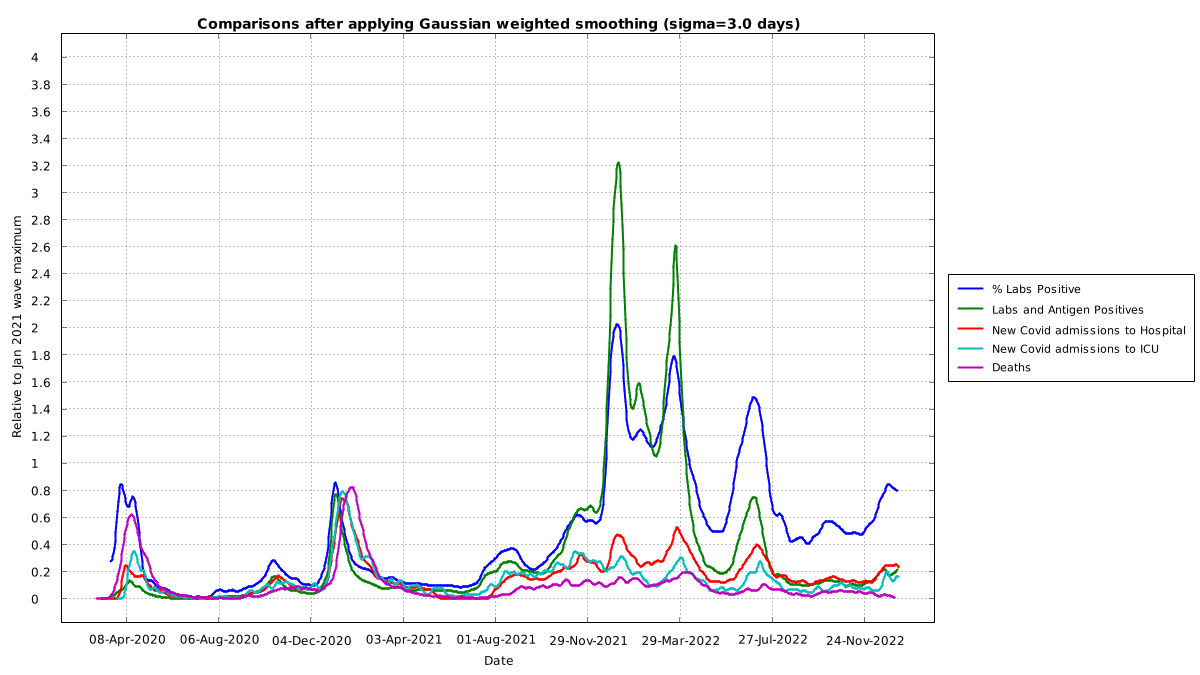 Comparisons after applying Gaussian weighted smoothing (sigma=3.0 days)
4
3.8
3.6
3.4
3.2
3
2.8
2.6
2.4
2.2
2
1.8
1.6
1.4
1.2
1
0.8
0.6
0.4
0.2
0
Relative to Jan 2021 wave maximum
08-Apr-2020 06-Aug-2020 04-Dec-2020 03-Apr-2021 01-Aug-2021 29-Nov-2021 29-Mar-2022 27-Jul-2022 24-Nov-2022
Date
% Labs Positive
Labs and Antigen Positives
New Covid admissions to Hospital
New Covid admissions to ICU
Deaths